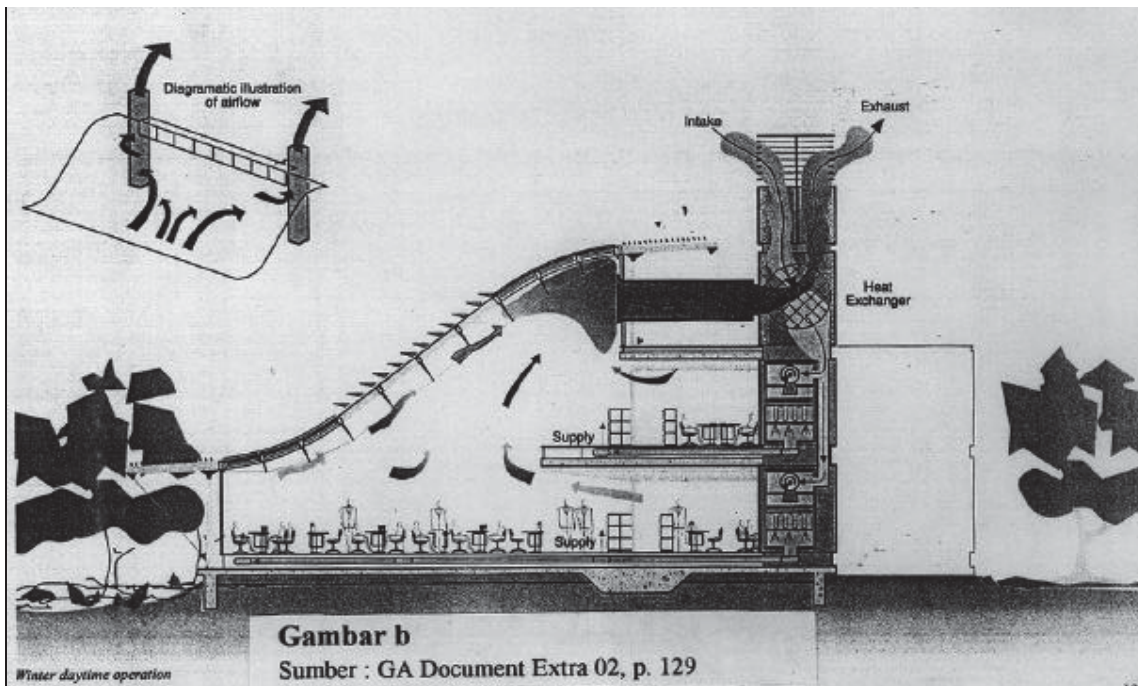 Diagramatic illustration
of airflow
Intake
Exhaust
Heat
Exchanger
Supply
Supply
Gambar b
Sumber : GA Document Extra 02, p. 129
Winter daytime operation